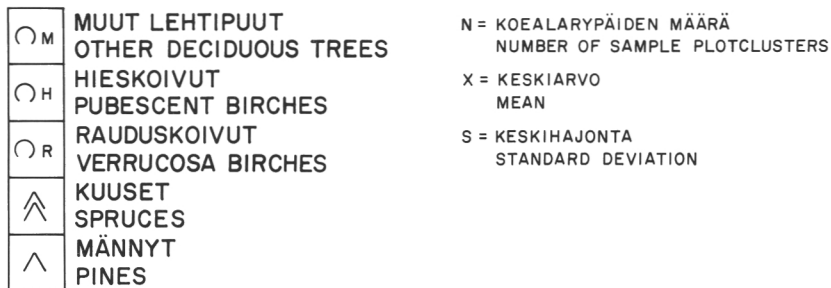 M MUUT LEHTIPUUT
OTHER DECIDUOUS TREES
H HIESKOIVUT
PUBESCENT BIRCHES
R RAUDUSKOIVUT
VERRUCOSA BIRCHES
KUUSET
SPRUCES
MÄNNYT
PINES
N = KOEALARYPÄIDEN MÄÄRÄ
NUMBER OF SAMPLE PLOTCLUSTERS
X = KESKIARVO
MEAN
S = KESKIHAJONTA
STANDARD DEVIATION